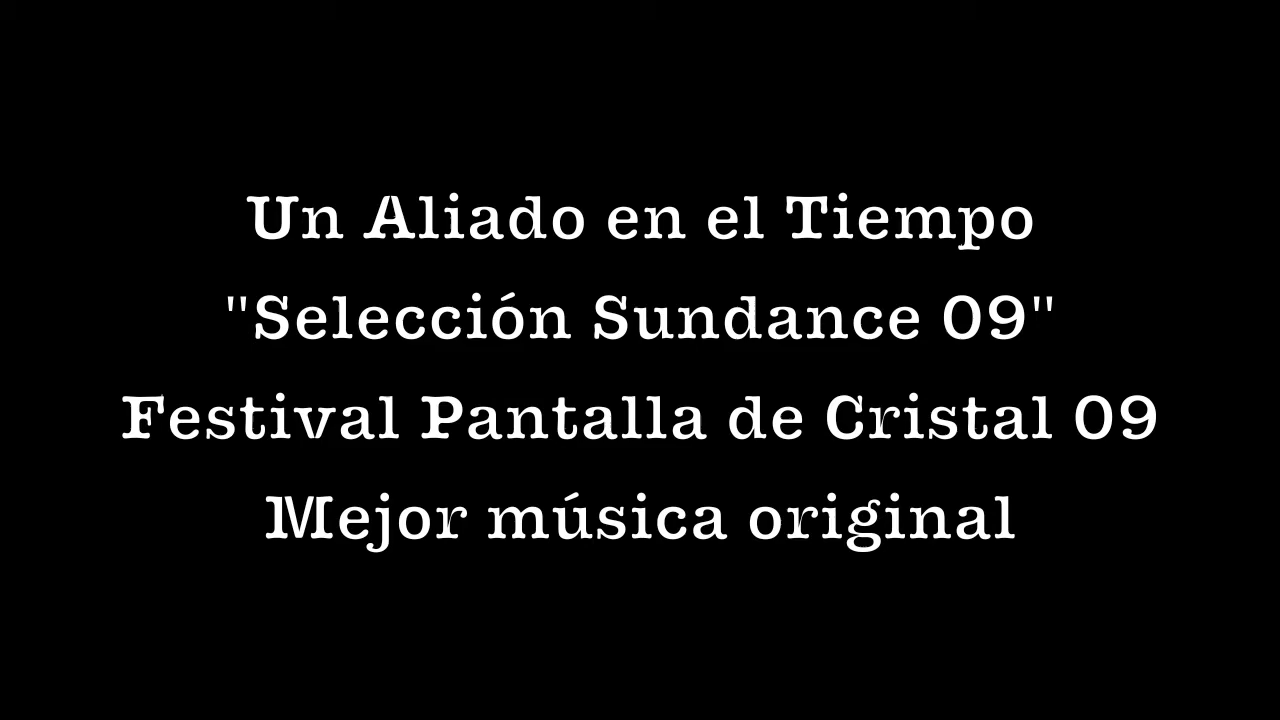 Un Aliado en el Tiempo
"Selección Sundance 09"
Festival Pantalla de Cristal 09
Mejor música original